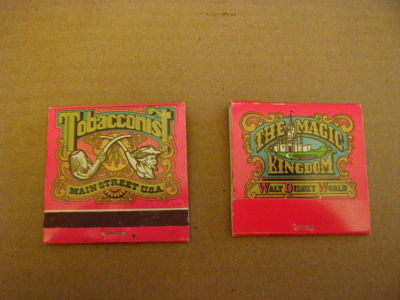 Tobacconist
MAIN STREET U.S.A.
THE MAGIC
KINGDOM
WALT DISNEY WORLD